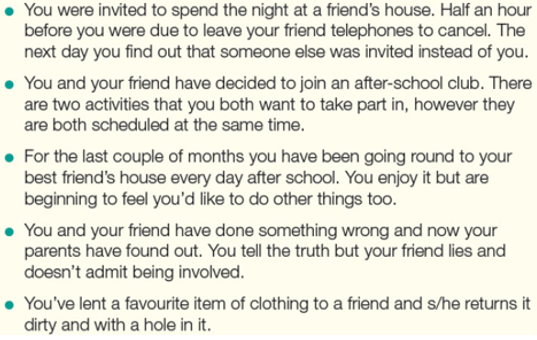 • You were invited to spend the night at a friend's house. Half an hour
before you were due to leave your friend telephones to cancel. The
next day you find out that someone else was invited instead of you.
• You and your friend have decided to join an after-school club. There
are two activities that you both want to take part in, however they
are both scheduled at the same time.
• For the last couple of months you have been going round to your
best friend's house every day after school. You enjoy it but are
beginning to feel you'd like to do other things too.
• You and your friend have done something wrong and now your
parents have found out. You tell the truth but your friend lies and
doesn't admit being involved.
• You've lent a favourite item of clothing to a friend and s/he returns it
dirty and with a hole in it.